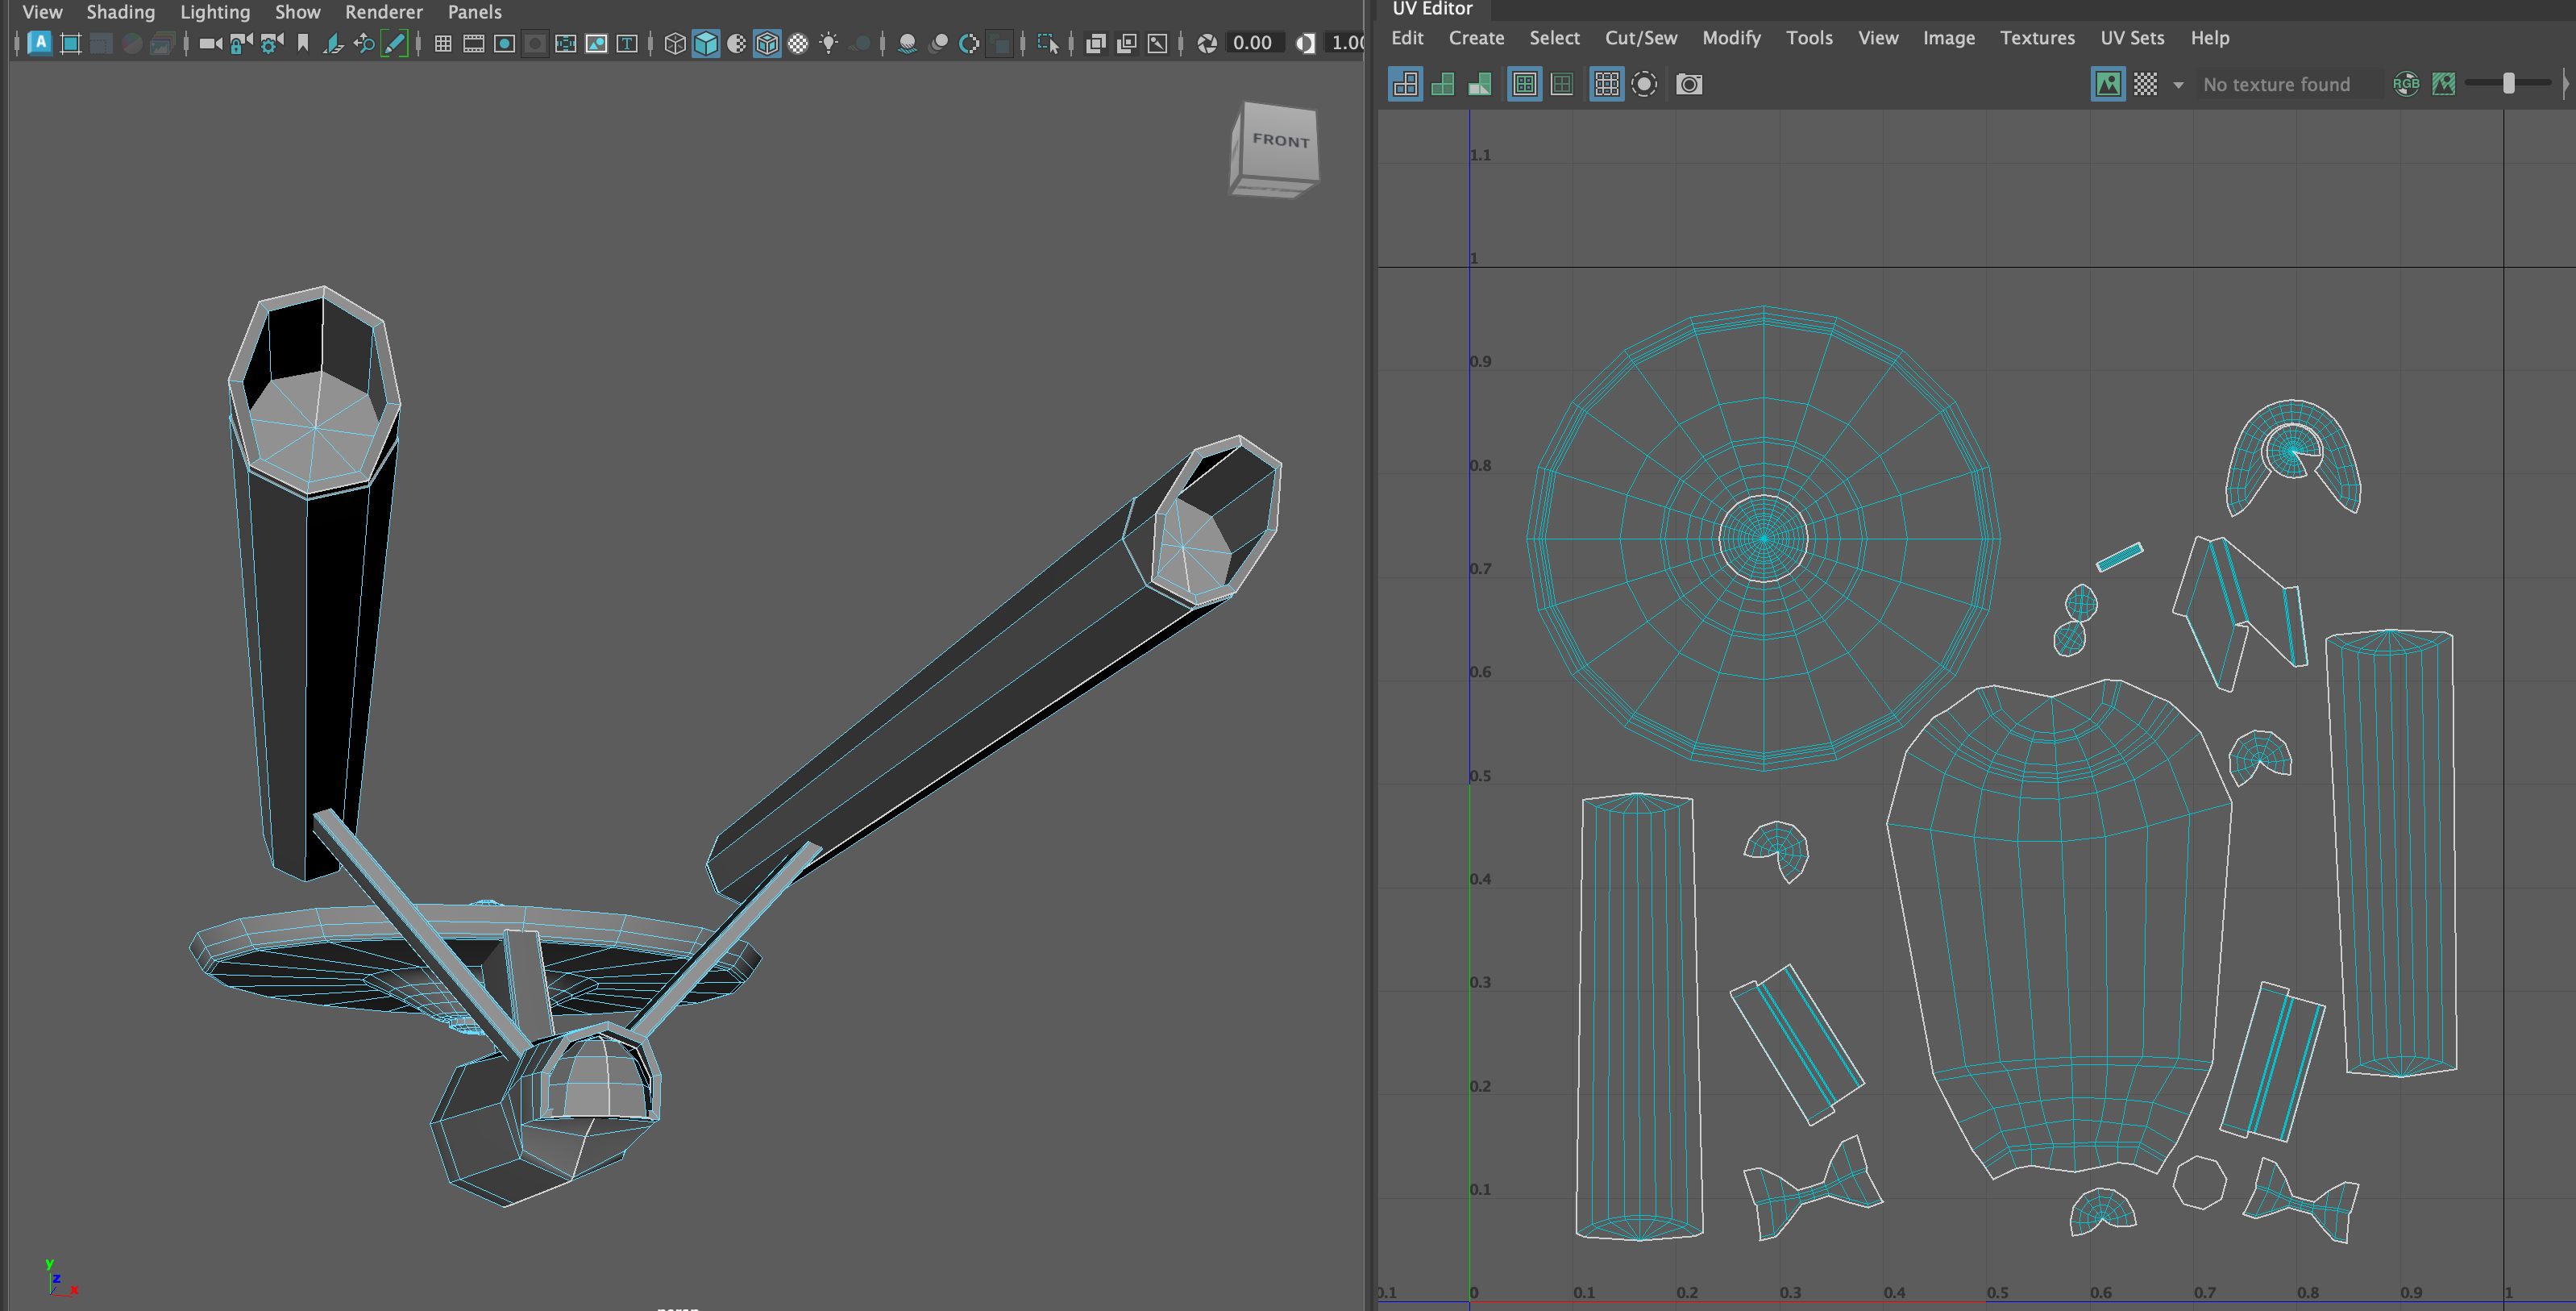 View Shading Lighting Show Renderer Panels
A T 0.00 1.00
FRONT
y
z
x
persp
UV Editor
Edit Create Select Cut/Sew Modify Tools View Image Textures UV Sets Help
No texture found RGB
1.1
1
0.9
0.8
0.7
0.6
0.5
0.4
0.3
0.2
0.1
0.1 0 0.1 0.2 0.3 0.4 0.5 0.6 0.7 0.8 0.9 1